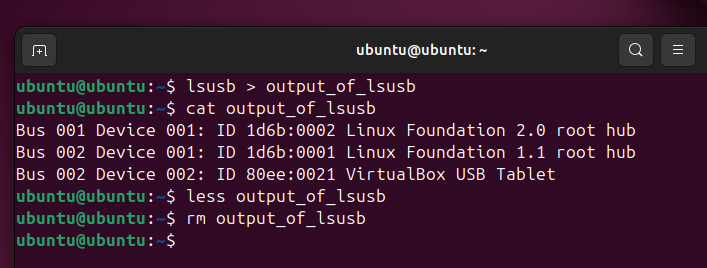 ubuntu@ubuntu: ~
ubuntu@ubuntu:~$ lsusb > output_of_lsusb
ubuntu@ubuntu:~$ cat output_of_lsusb
Bus 001 Device 001: ID 1d6b:0002 Linux Foundation 2.0 root hub
Bus 002 Device 001: ID 1d6b:0001 Linux Foundation 1.1 root hub
Bus 002 Device 002: ID 80ee:0021 VirtualBox USB Tablet
ubuntu@ubuntu:~$ less output_of_lsusb
ubuntu@ubuntu:~$ rm output_of_lsusb
ubuntu@ubuntu:~$